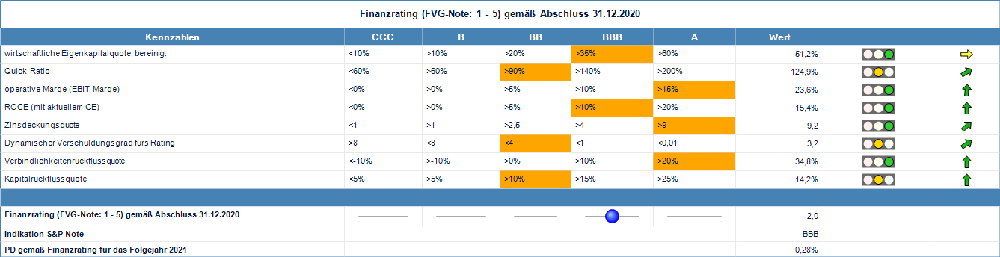 Finanzrating (FVG-Note: 1 - 5) gemäß Abschluss 31.12.2020
Kennzahlen CCC B BB BBB A Wert
wirtschaftliche Eigenkapitalquote, bereinigt <10% >10% >20% >35% >60% 51,2%
Quick-Ratio <60% >60% >90% >140% >200% 124,9%
operative Marge (EBIT-Marge) <0% >0% >5% >10% >15% 23,6%
ROCE (mit aktuellem CE) <0% >0% >5% >10% >20% 15,4%
Zinsdeckungsquote <1 >1 >2,5 >4 >9 9,2
Dynamischer Verschuldungsgrad fürs Rating >8 <8 <4 <1 <0,01 3,2
Verbindlichkeitenrückflussquote <-10% >-10% >0% >10% >20% 34,8%
Kapitalrückflussquote <5% >5% >10% >15% >25% 14,2%
Finanzrating (FVG-Note: 1 - 5) gemäß Abschluss 31.12.2020 2,0
Indikation S&P Note BBB
PD gemäß Finanzrating für das Folgejahr 2021 0,28%